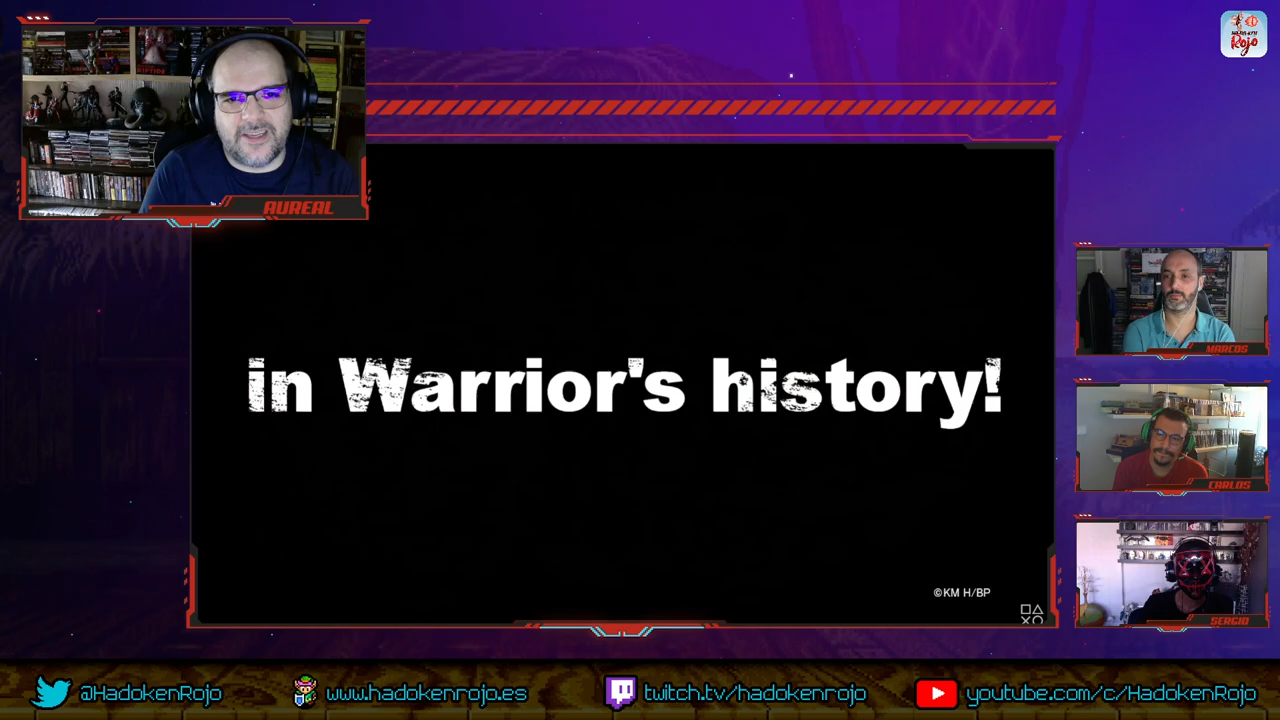 Rojo
AUREAL
in Warrior's history!
MARCOS
CARLOS
SERGIO
©KM H/BP
@HadokenRojo
www.hadokenrojo.es
twitch.tv/hadokenrojo
youtube.com/c/HadokenRojo